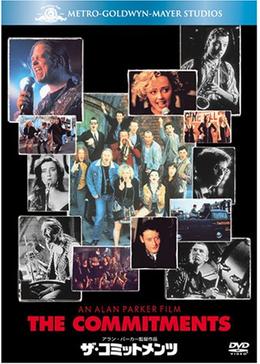 METRO-GOLDWYN-MAYER STUDIOS
AN ALAN PARKER FILM
THE COMMITMENTS
アラン・パーカー監督作品
ザ・コミットメンツ
DVD
VIDEO